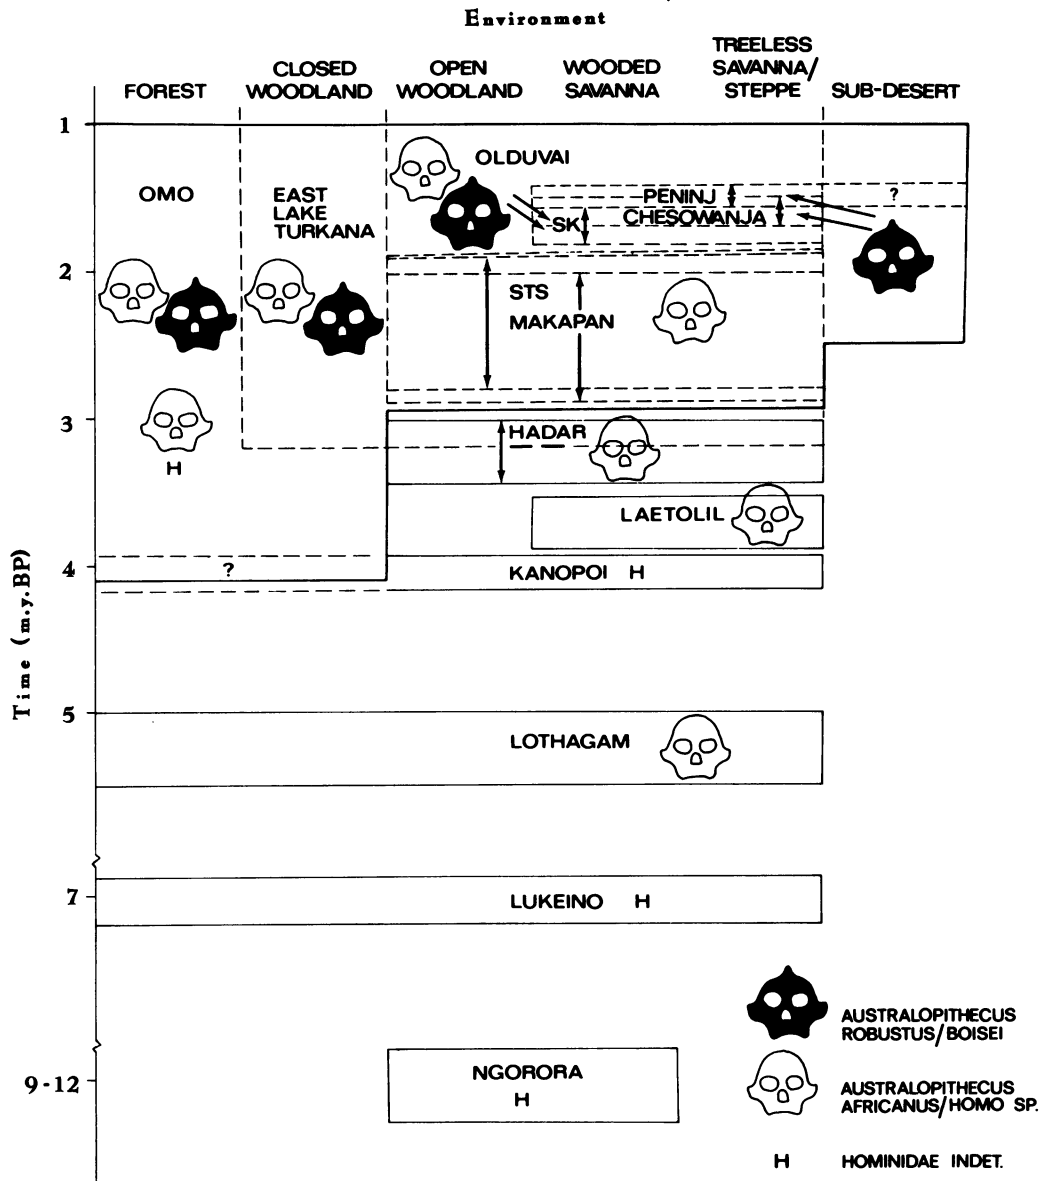 Environment
FOREST
CLOSED
WOODLAND
OPEN
WOODLAND
WOODED
SAVANNA
TREELESS
SAVANNA/
STEPPE
SUB-DESERT
1
OLDUVAI
OMO
EAST
LAKE
TURKANA
PENINJ
?
CHESOWANJA
SK
2
STS
MAKAPAN
3
HADAR
H
LAETOLIL
?
4
KANOPOI H
Time (m.y.BP)
5
LOTHAGAM
7
LUKEINO H
9-12
NGORORA
H
AUSTRALOPITHECUS
ROBUSTUS/BOISEI
AUSTRALOPITHECUS
AFRICANUS/HOMO SP.
H HOMINIDAE INDET.